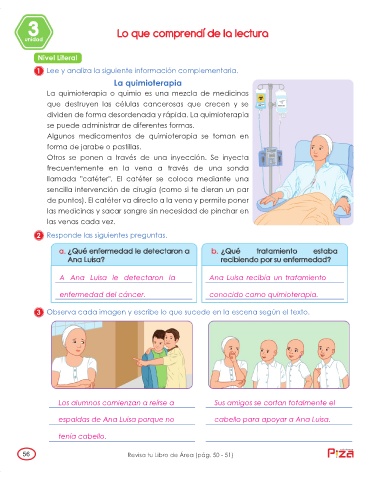 3
unidad
Lo que comprendí de la lectura
Nivel Literal
1 Lee y analiza la siguiente información complementaria.
La quimioterapia
La quimioterapia o quimio es una mezcla de medicinas
que destruyen las células cancerosas que crecen y se
dividen de forma desordenada y rápida. La quimioterapia
se puede administrar de diferentes formas.
Algunos medicamentos de quimioterapia se toman en
forma de jarabe o pastillas.
Otros se ponen a través de una inyección. Se inyecta
frecuentemente en la vena a través de una sonda
llamada "catéter". El catéter se coloca mediante una
sencilla intervención de cirugía (como si te dieran un par
de puntos). El catéter va directo a la vena y permite poner
las medicinas y sacar sangre sin necesidad de pinchar en
las venas cada vez.
2 Responde las siguientes preguntas.
a. ¿Qué enfermedad le detectaron a
Ana Luisa?
A Ana Luisa le detectaron la
enfermedad del cáncer.
b. ¿Qué tratamiento estaba
recibiendo por su enfermedad?
Ana Luisa recibía un tratamiento
conocido como quimioterapia.
3 Observa cada imagen y escribe lo que sucede en la escena según el texto.
Los alumnos comienzan a reírse a
espaldas de Ana Luisa porque no
tenía cabello.
Sus amigos se cortan totalmente el
cabello para apoyar a Ana Luisa.
56
Revisa tu Libro de Área (pág. 50 - 51)